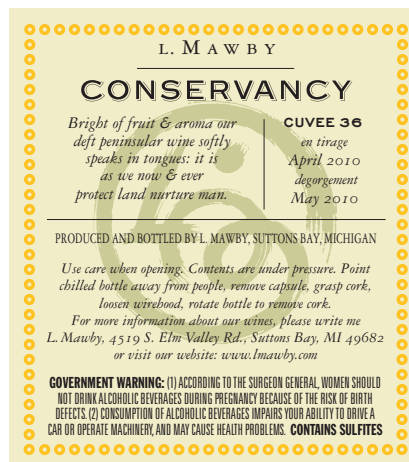 L. MAWBY
CONSERVANCY
Bright of fruit & aroma our
deft peninsular wine softly
speaks in tongues: it is
as we now & ever
protect land nurture man.
CUVEE 36
en tirage
April 2010
degorgement
May 2010
PRODUCED AND BOTTLED BY L. MAWBY, SUTTONS BAY, MICHIGAN
Use care when opening. Contents are under pressure. Point
chilled bottle away from people, remove capsule, grasp cork,
loosen wirehood, rotate bottle to remove cork.
For more information about our wines, please write me
L. Mawby, 4519 S. Elm Valley Rd., Suttons Bay, MI 49682
or visit our website: www.lmawby.com
GOVERNMENT WARNING: (1) ACCORDING TO THE SURGEON GENERAL, WOMEN SHOULD
NOT DRINK ALCOHOLIC BEVERAGES DURING PREGNANCY BECAUSE OF THE RISK OF BIRTH
DEFECTS. (2) CONSUMPTION OF ALCOHOLIC BEVERAGES IMPAIRS YOUR ABILITY TO DRIVE A
CAR OR OPERATE MACHINERY, AND MAY CAUSE HEALTH PROBLEMS. CONTAINS SULFITES